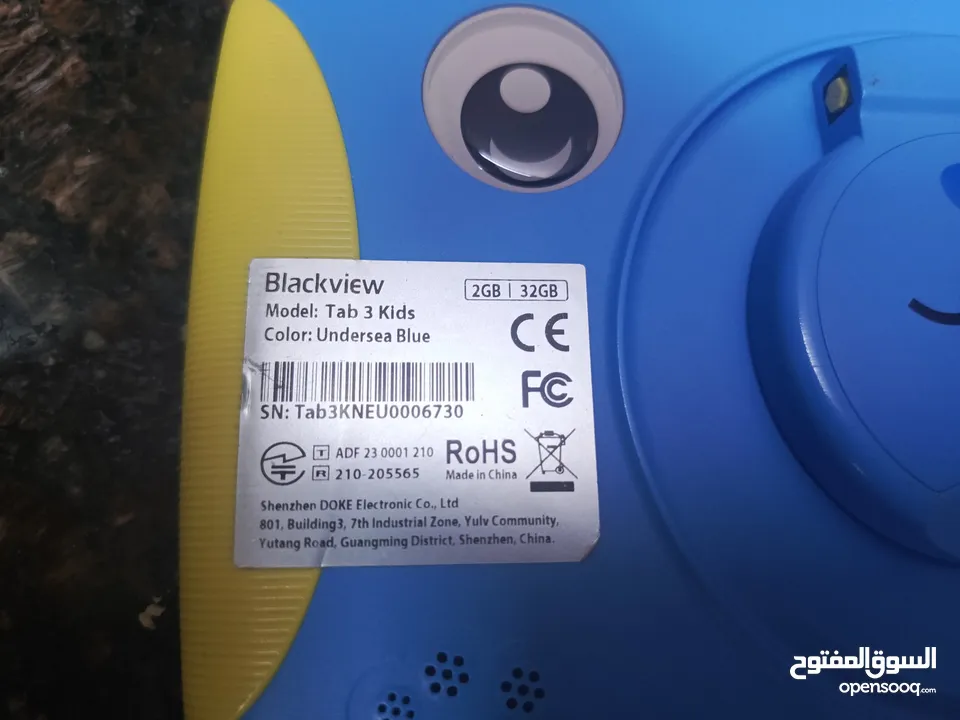 Blackview
2GB | 32GB
Model: Tab 3 Kids
Color: Undersea Blue
CE
FC
SN: Tab3KNEU0006730
T ADF 23 0001 210
R 210-205565
RoHS
Made in China
Shenzhen DOKE Electronic Co., Ltd
801, Building3, 7th Industrial Zone, Yulv Community,
Yutang Road, Guangming District, Shenzhen, China.
السوق المفتوح
opensooq.com